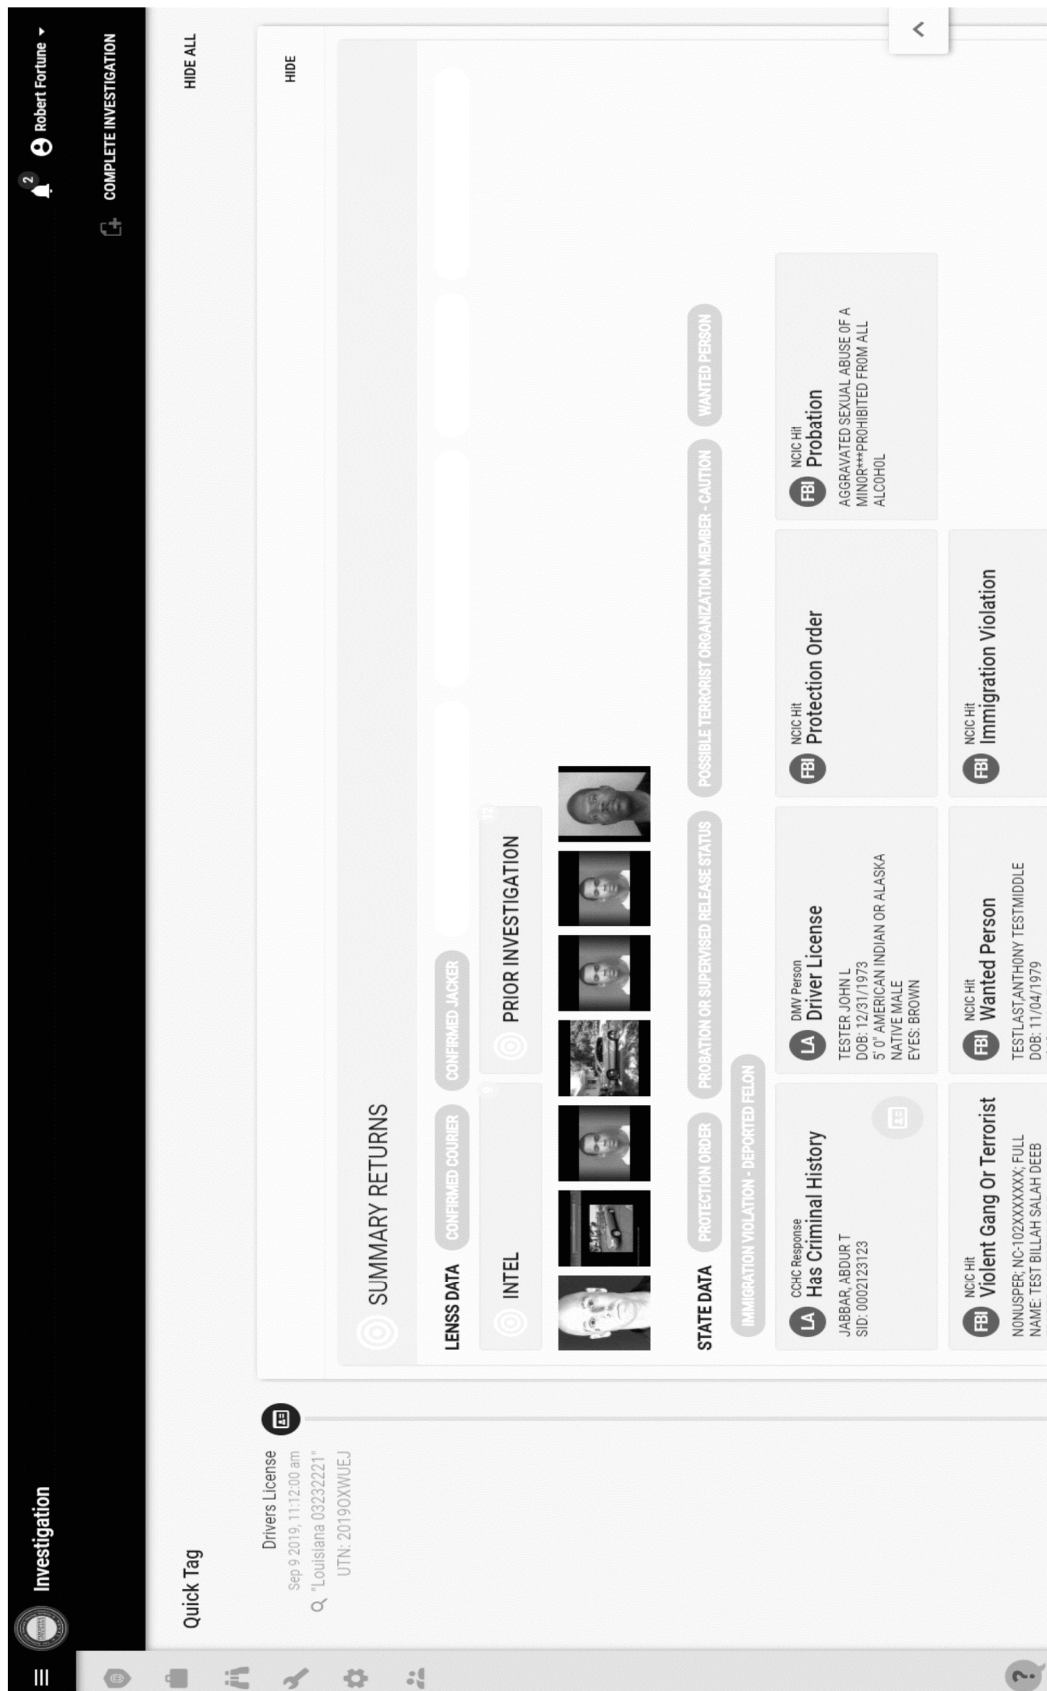 Investigation
2
Robert Fortune
COMPLETE INVESTIGATION
Quick Tag
HIDE ALL
Drivers License
Sep 9 2019, 11:12:00 am
"Louisiana 03232221"
UTN: 2019OXWUEJ
HIDE
SUMMARY RETURNS
LENSS DATA
CONFIRMED COURIER
CONFIRMED JACKER
INTEL
PRIOR INVESTIGATION
STATE DATA
PROTECTION ORDER
PROBATION OR SUPERVISED RELEASE STATUS
POSSIBLE TERRORIST ORGANIZATION MEMBER - CAUTION
WANTED PERSON
IMMIGRATION VIOLATION - DEPORTED FELON
LA
CCHC Response
Has Criminal History
JABBAR, ABDUR T
SID: 0002123123
LA
DMV Person
Driver License
TESTER JOHN L
DOB: 12/31/1973
5' 0" AMERICAN INDIAN OR ALASKA
NATIVE MALE
EYES: BROWN
FBI
NCIC Hit
Protection Order
FBI
NCIC Hit
Probation
AGGRAVATED SEXUAL ABUSE OF A
MINOR***PROHIBITED FROM ALL
ALCOHOL
FBI
NCIC Hit
Violent Gang Or Terrorist
NONUSPER; NC-102XXXXXXXX; FULL
NAME: TEST BILLAH SALAH DEEB
FBI
NCIC Hit
Wanted Person
TESTLAST,ANTHONY TESTMIDDLE
DOB: 11/04/1979
FBI
NCIC Hit
Immigration Violation
?